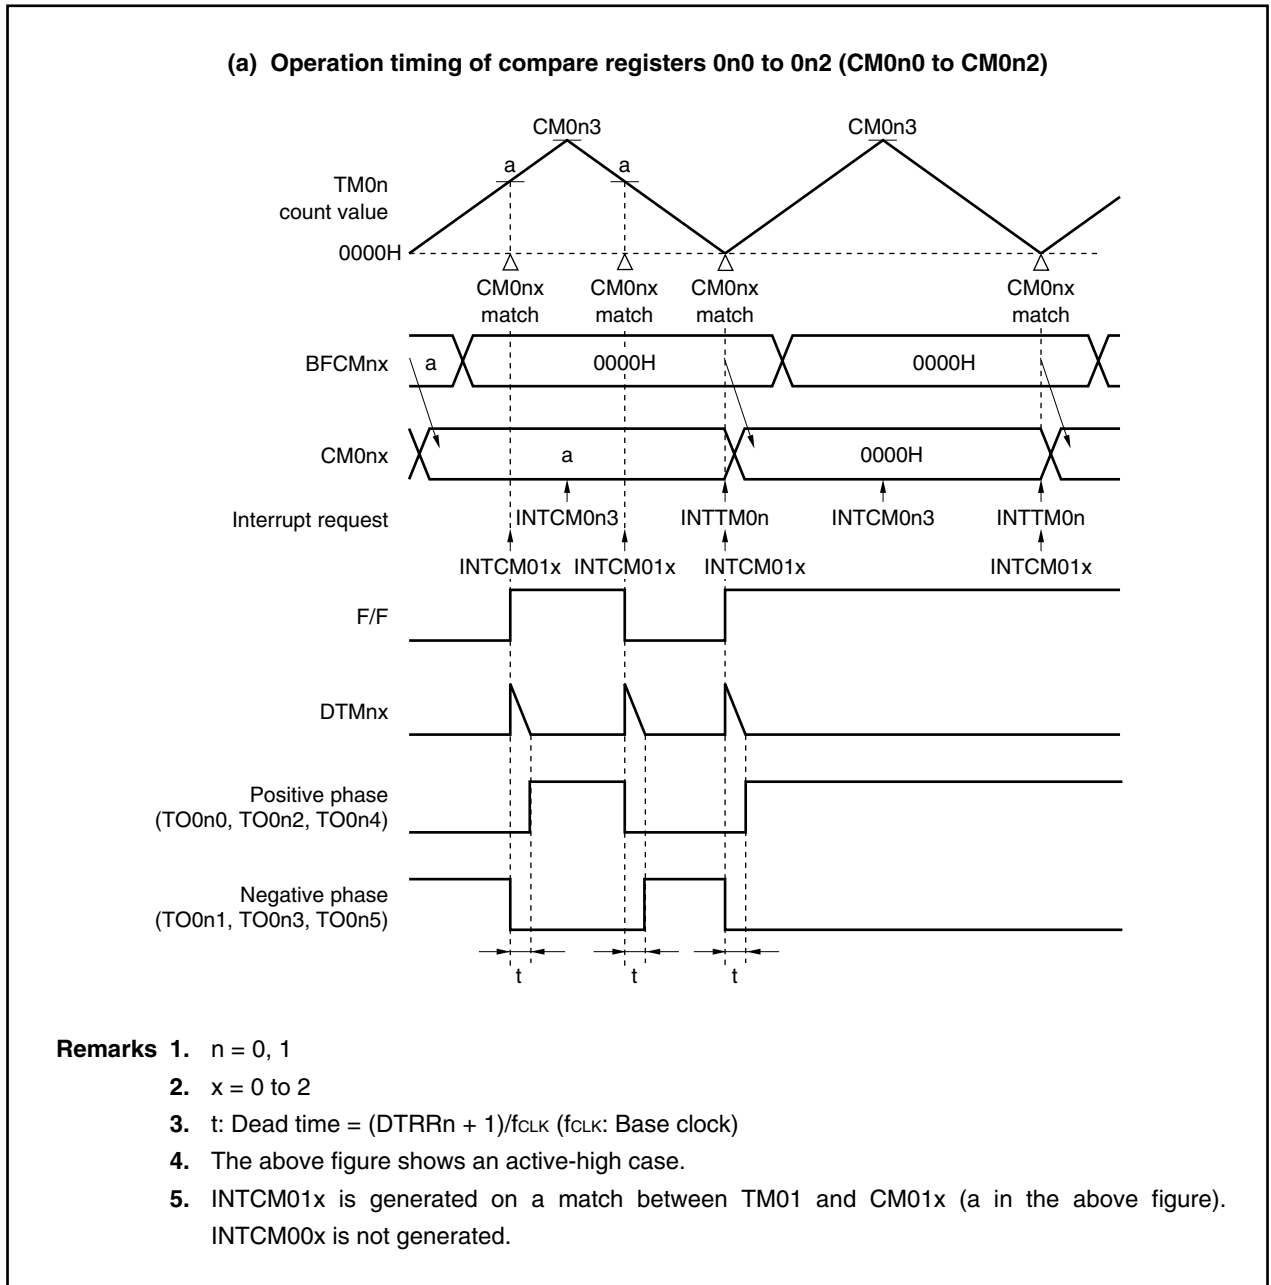 (a) Operation timing of compare registers 0n0 to 0n2 (CM0n0 to CM0n2)
CM0n3 CM0n3
a a
TM0n
count value
0000H
CM0nx CM0nx CM0nx CM0nx
match match match match
BFCMnx a 0000H 0000H
CM0nx a 0000H
Interrupt request INTCM0n3 INTTM0n INTCM0n3 INTTM0n
INTCM01x INTCM01x INTCM01x INTCM01x
F/F
DTMnx
Positive phase
(TO0n0, TO0n2, TO0n4)
Negative phase
(TO0n1, TO0n3, TO0n5)
t t t
Remarks 1. n = 0, 1
2. x = 0 to 2
3. t: Dead time = (DTRRn + 1)/fCLK (fCLK: Base clock)
4. The above figure shows an active-high case.
5. INTCM01x is generated on a match between TM01 and CM01x (a in the above figure).
INTCM00x is not generated.